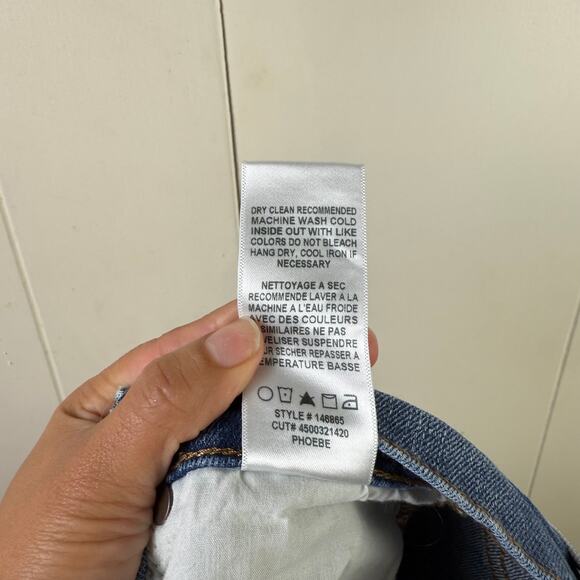 DRY CLEAN RECOMMENDED
MACHINE WASH COLD
INSIDE OUT WITH LIKE
COLORS DO NOT BLEACH
HANG DRY, COOL IRON IF
NECESSARY
NETTOYAGE A SEC
RECOMMENDE LAVER A LA
MACHINE A L'EAU FROIDE
AVEC DES COULEURS
SIMILAIRES NE PAS
SUSPENDRE
SECHER REPASSER A
TEMPERATURE BASSE
STYLE # 146865
CUT# 4500321420
PHOEBE